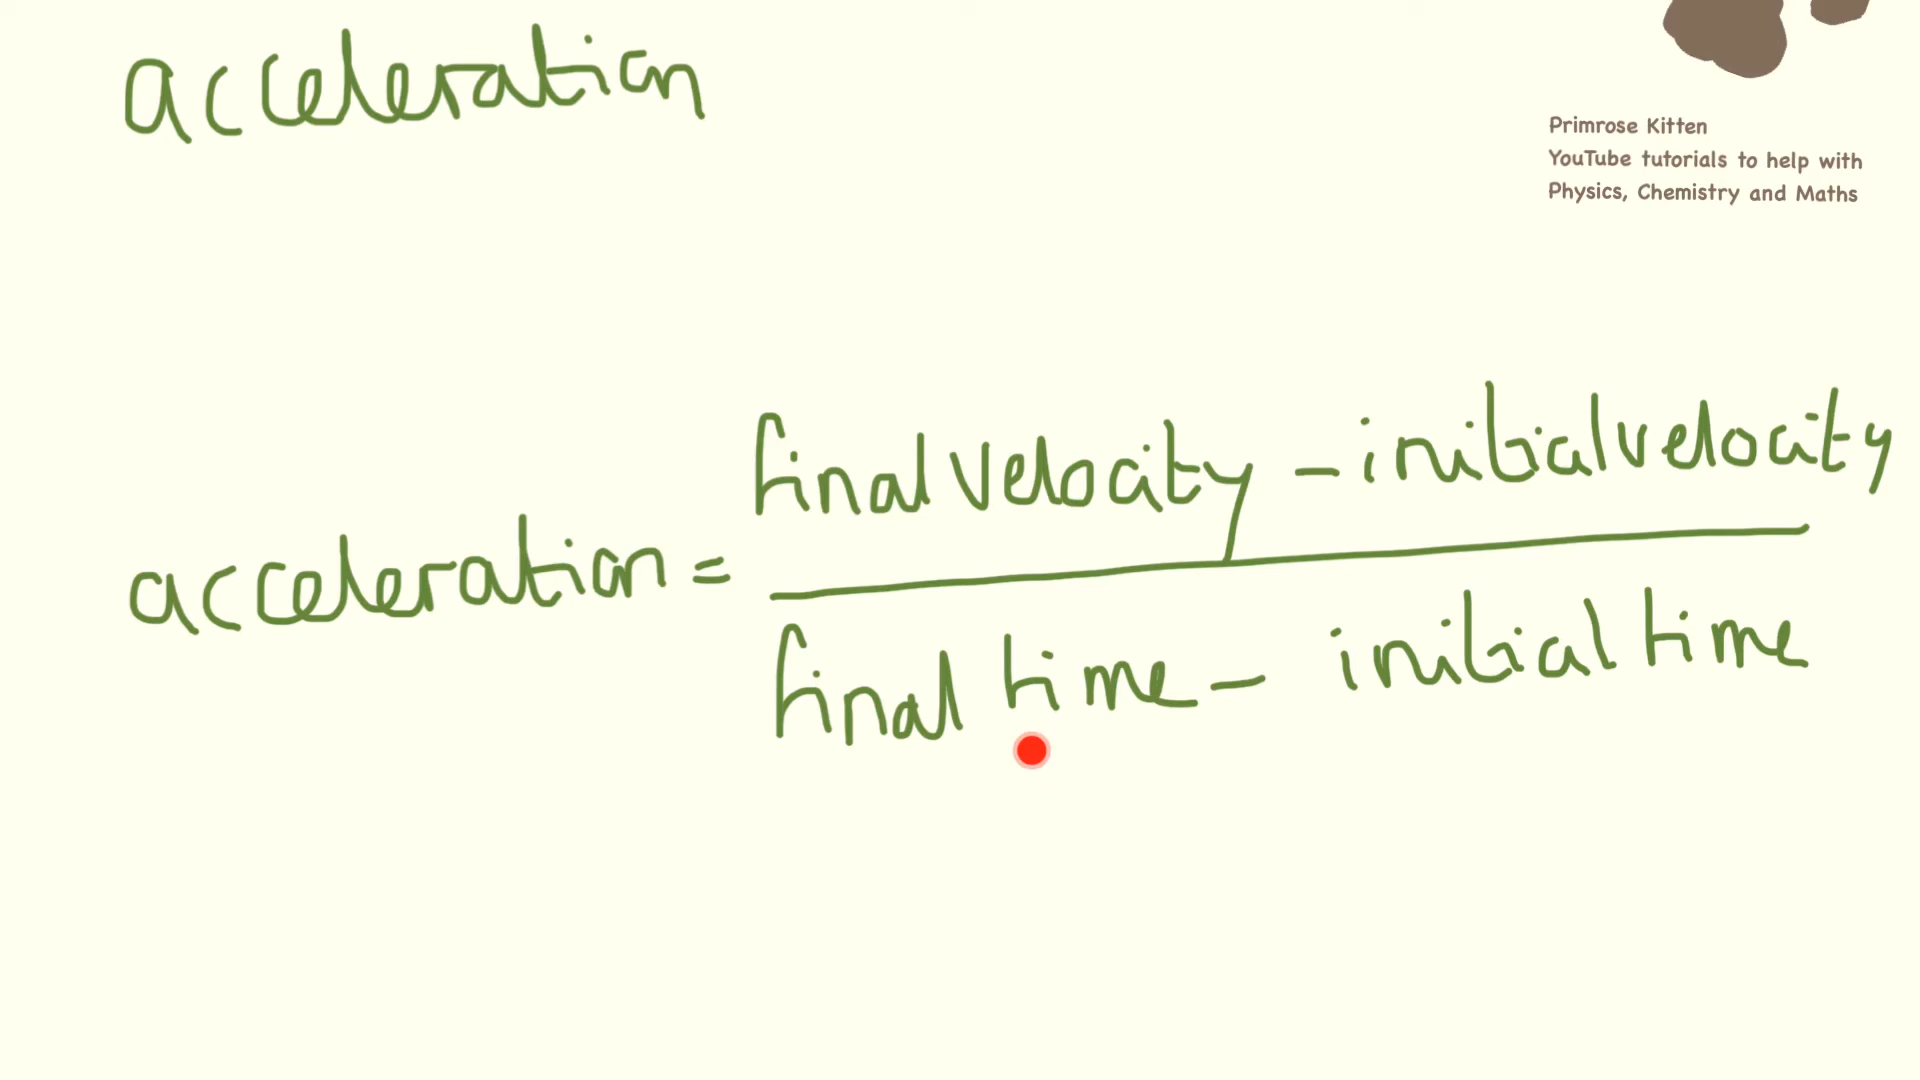 acceleration
Primrose Kitten
YouTube tutorials to help with
Physics, Chemistry and Maths
final velocity - initial velocity
acceleration =
final time - initial time